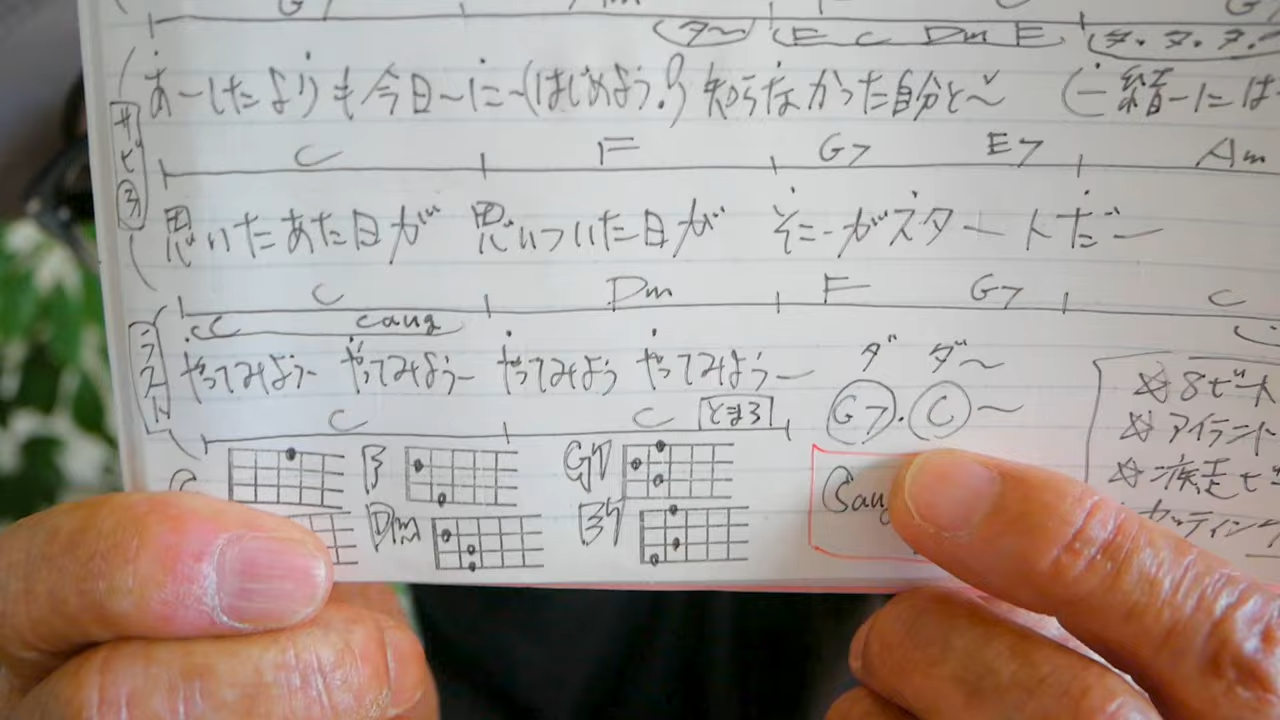 G7 Am
(ター) (E C Dm E) (タ・タ・タ・
サビ③
あーしたよりも今日〜に〜(はじめよう!)知らなかった自分と〜 (一緒ーには
C F G7 E7 Am
思いたあた日が 思いついた日が そこーがスタートだー
C Dm F G7 C
C caug
ラスト
やってみよう- やってみよう- やってみよう やってみよう- ダ ダ〜
C C とまる G7・C〜
☆8ビート
☆アイランド
☆疾走
カッティング
G7
Dm B7
Caug